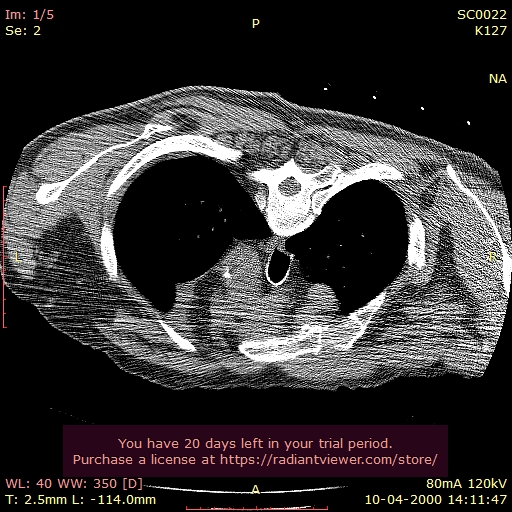 Im: 1/5
Se: 2
P
SC0022
K127
NA
L
R
You have 20 days left in your trial period.
Purchase a license at https://radiantviewer.com/store/
WL: 40 WW: 350 [D]
T: 2.5mm L: -114.0mm
A
80mA 120kV
10-04-2000 14:11:47